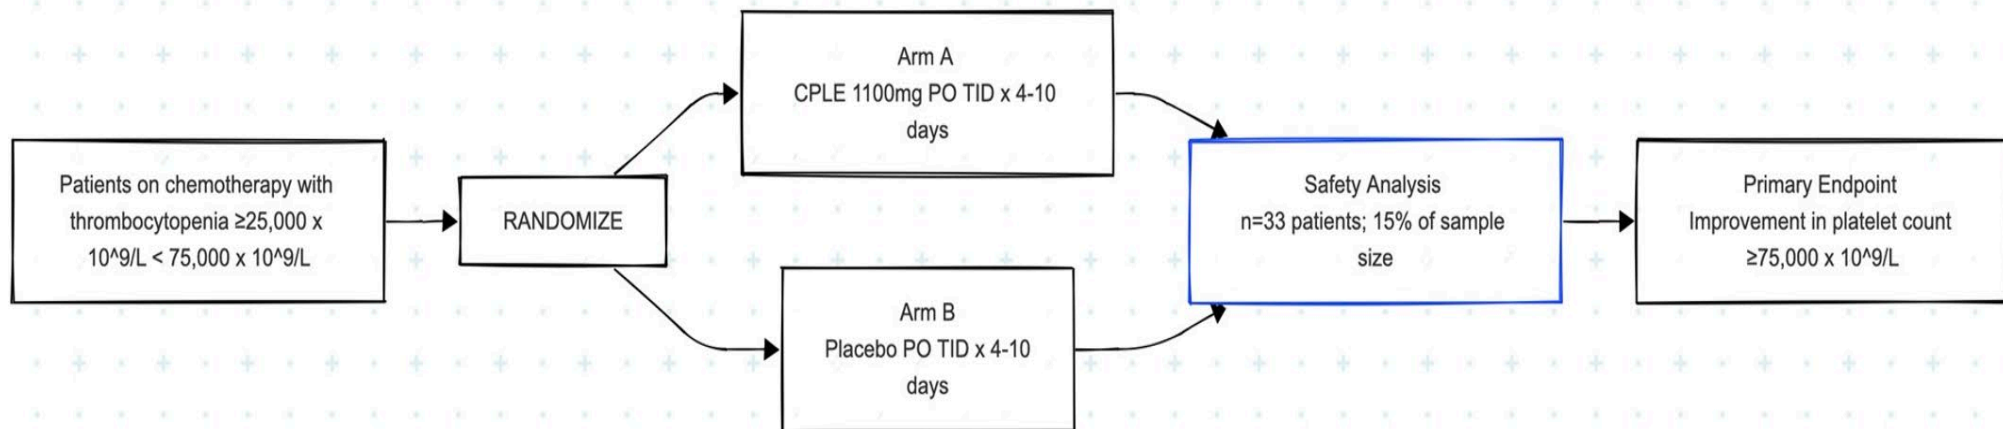 Patients on chemotherapy with
thrombocytopenia ≥25,000 x
10^9/L < 75,000 x 10^9/L
RANDOMIZE
Arm A
CPLE 1100mg PO TID x 4-10
days
Arm B
Placebo PO TID x 4-10
days
Safety Analysis
n=33 patients; 15% of sample
size
Primary Endpoint
Improvement in platelet count
≥75,000 x 10^9/L